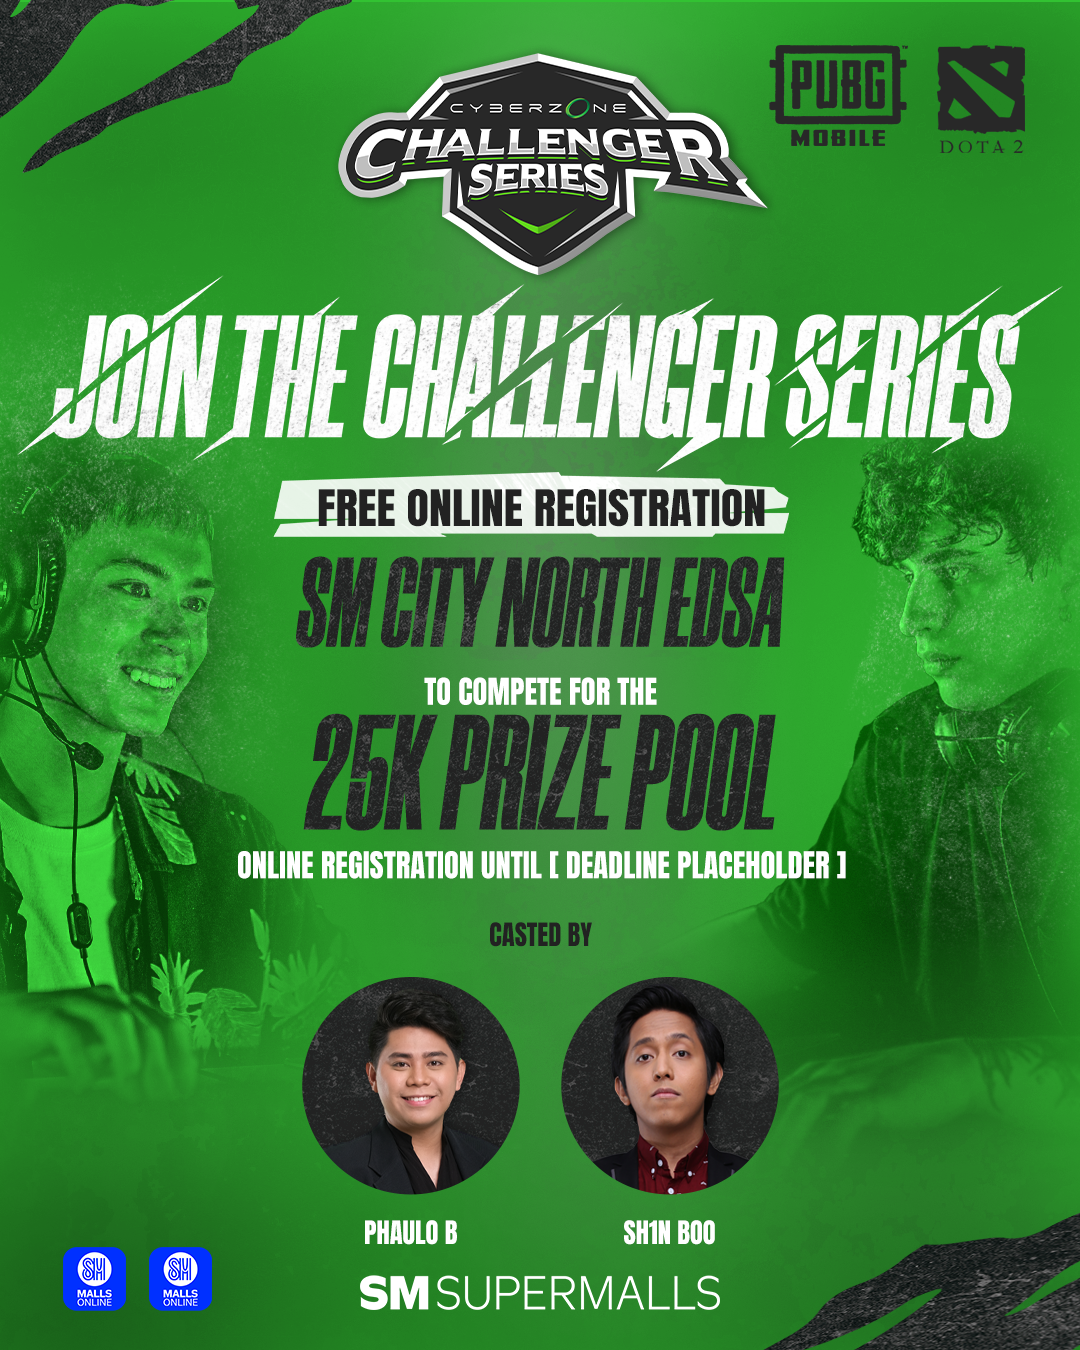 CYBERZONE
CHALLENGER
SERIES
PUBG
MOBILE
™
DOTA 2
JOIN THE CHALLENGER SERIES
FREE ONLINE REGISTRATION
SM CITY NORTH EDSA
TO COMPETE FOR THE
25K PRIZE POOL
ONLINE REGISTRATION UNTIL [ DEADLINE PLACEHOLDER ]
CASTED BY
PHAULO B
SH1N BOO
SM
MALLS
ONLINE
SM
MALLS
ONLINE
SM SUPERMALLS